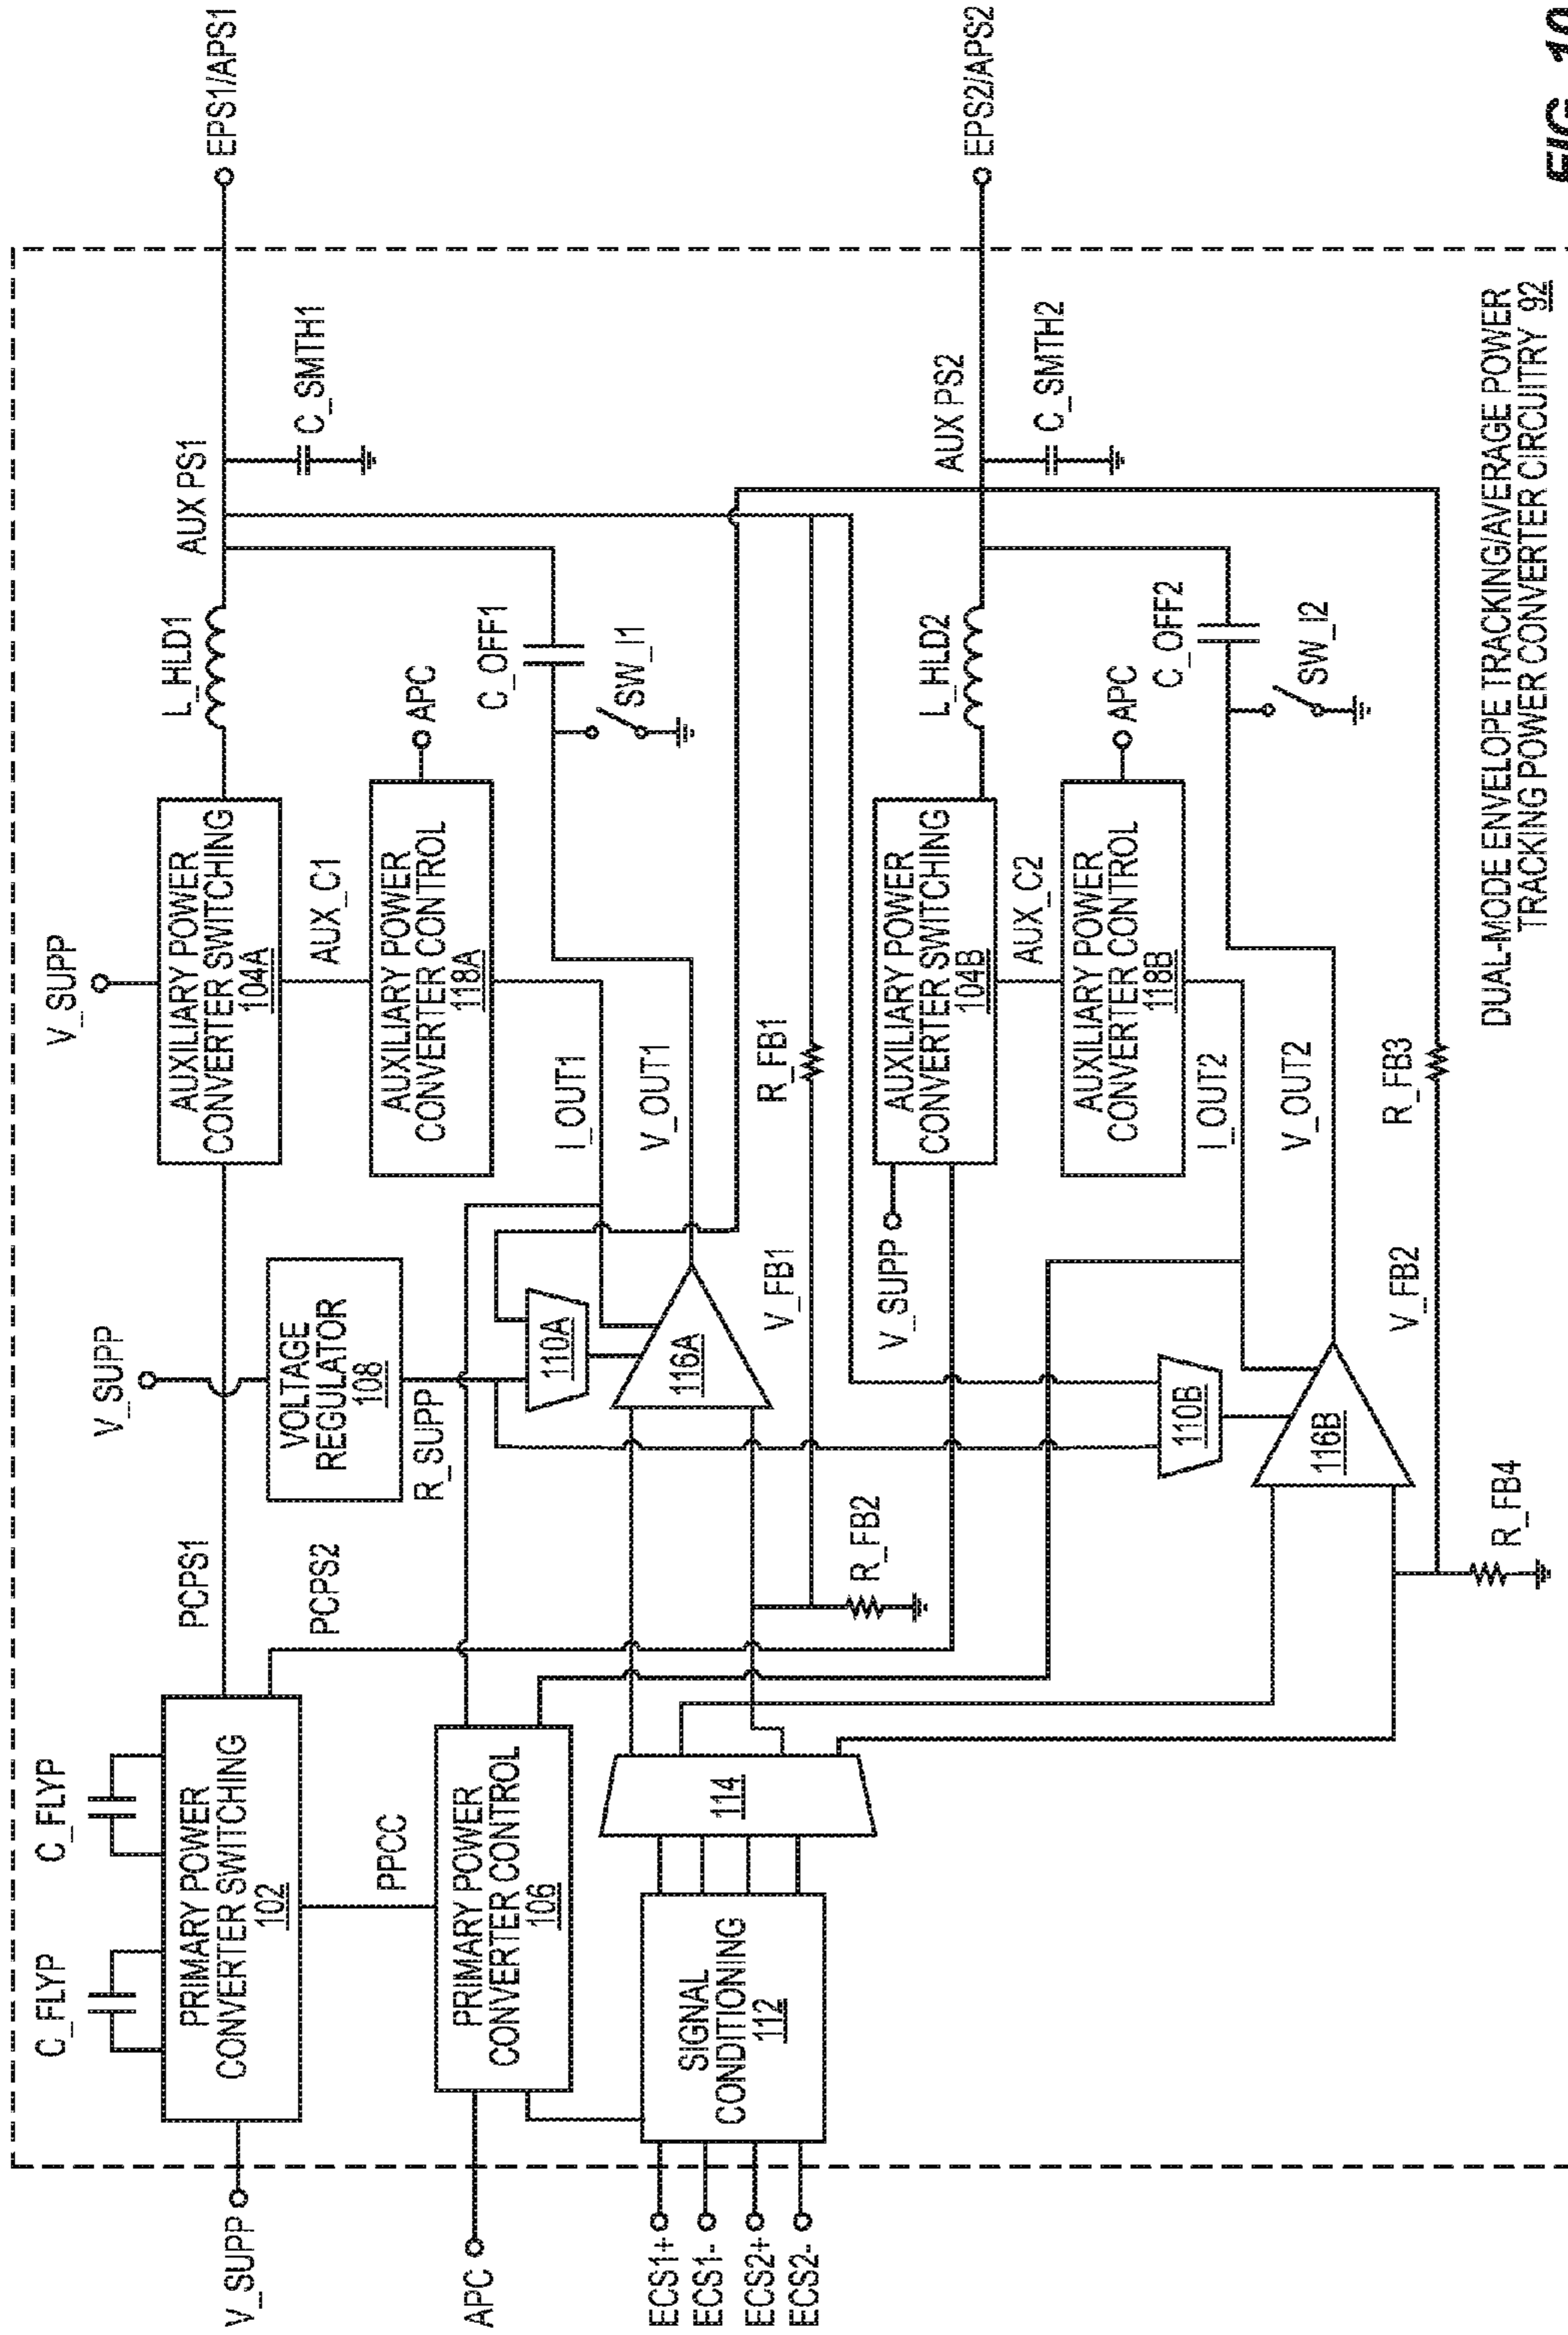 C_FLYP
C_FLYP
V_SUPP
PRIMARY POWER
CONVERTER SWITCHING
102
PCPS1
PCPS2
V_SUPP
V_SUPP
AUXILIARY POWER
CONVERTER SWITCHING
104A
L_HLD1
AUX PS1
EPS1/APS1
C_SMTH1
VOLTAGE
REGULATOR
108
R_SUPP
AUX_C1
PPCC
APC
PRIMARY POWER
CONVERTER CONTROL
106
AUXILIARY POWER
CONVERTER CONTROL
118A
APC
C_OFF1
SW_I1
I_OUT1
V_OUT1
110A
116A
ECS1+
ECS1-
ECS2+
ECS2-
SIGNAL
CONDITIONING
112
114
R_FB2
V_FB1
R_FB1
V_SUPP
AUXILIARY POWER
CONVERTER SWITCHING
104B
L_HLD2
AUX PS2
EPS2/APS2
C_SMTH2
AUX_C2
AUXILIARY POWER
CONVERTER CONTROL
118B
APC
C_OFF2
SW_I2
I_OUT2
V_OUT2
110B
116B
R_FB4
V_FB2
R_FB3
DUAL-MODE ENVELOPE TRACKING/AVERAGE POWER
TRACKING POWER CONVERTER CIRCUITRY 92
FIG. 10